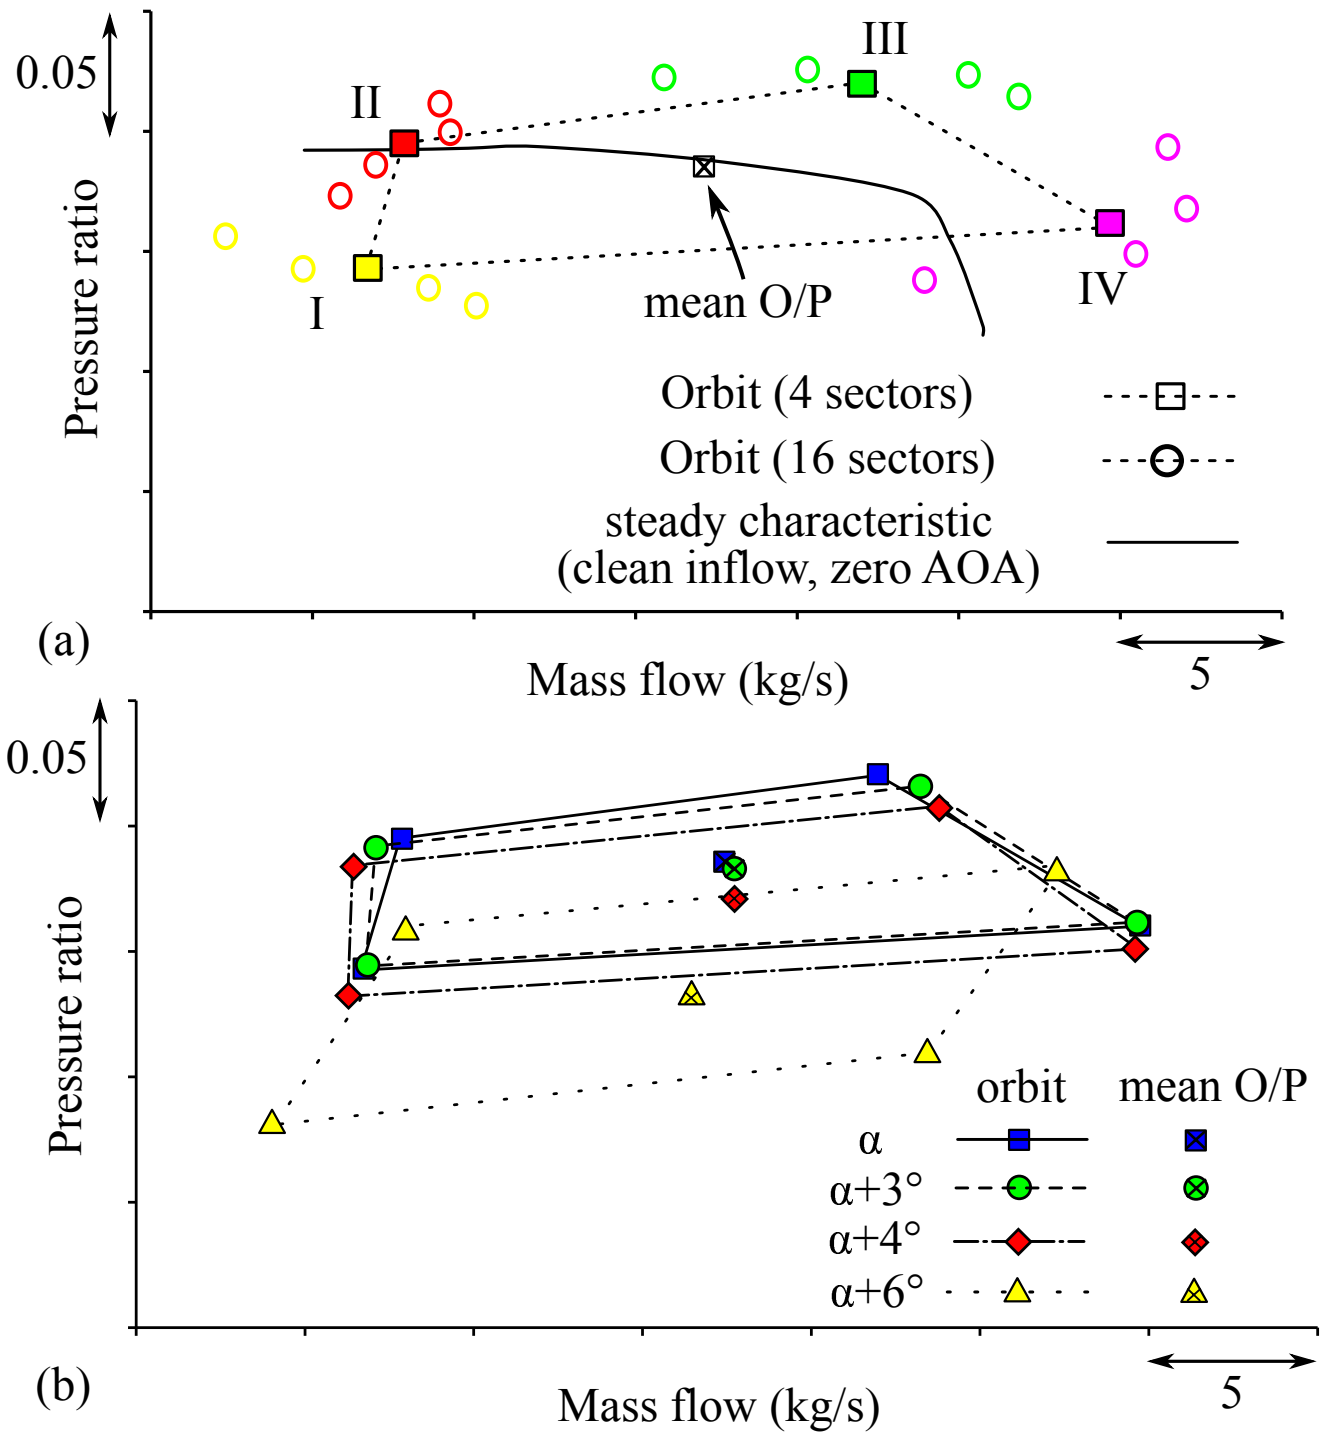 0.05
III
II
Pressure ratio
mean O/P
I
IV
Orbit (4 sectors)
Orbit (16 sectors)
steady characteristic
(clean inflow, zero AOA)
(a)
Mass flow (kg/s)
5
0.05
Pressure ratio
orbit mean O/P
α
α+3°
α+4°
α+6°
(b)
Mass flow (kg/s)
5